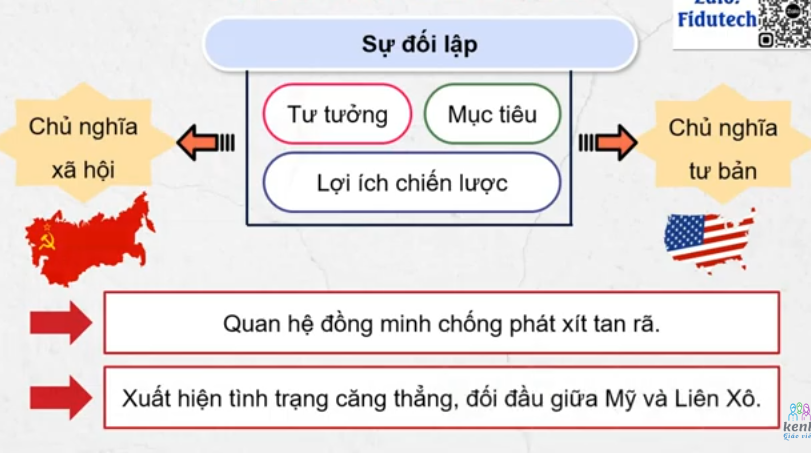 Zalo:
Fidutech
Sự đối lập
Tư tưởng
Mục tiêu
Lợi ích chiến lược
Chủ nghĩa
xã hội
Chủ nghĩa
tư bản
Quan hệ đồng minh chống phát xít tan rã.
Xuất hiện tình trạng căng thẳng, đối đầu giữa Mỹ và Liên Xô.